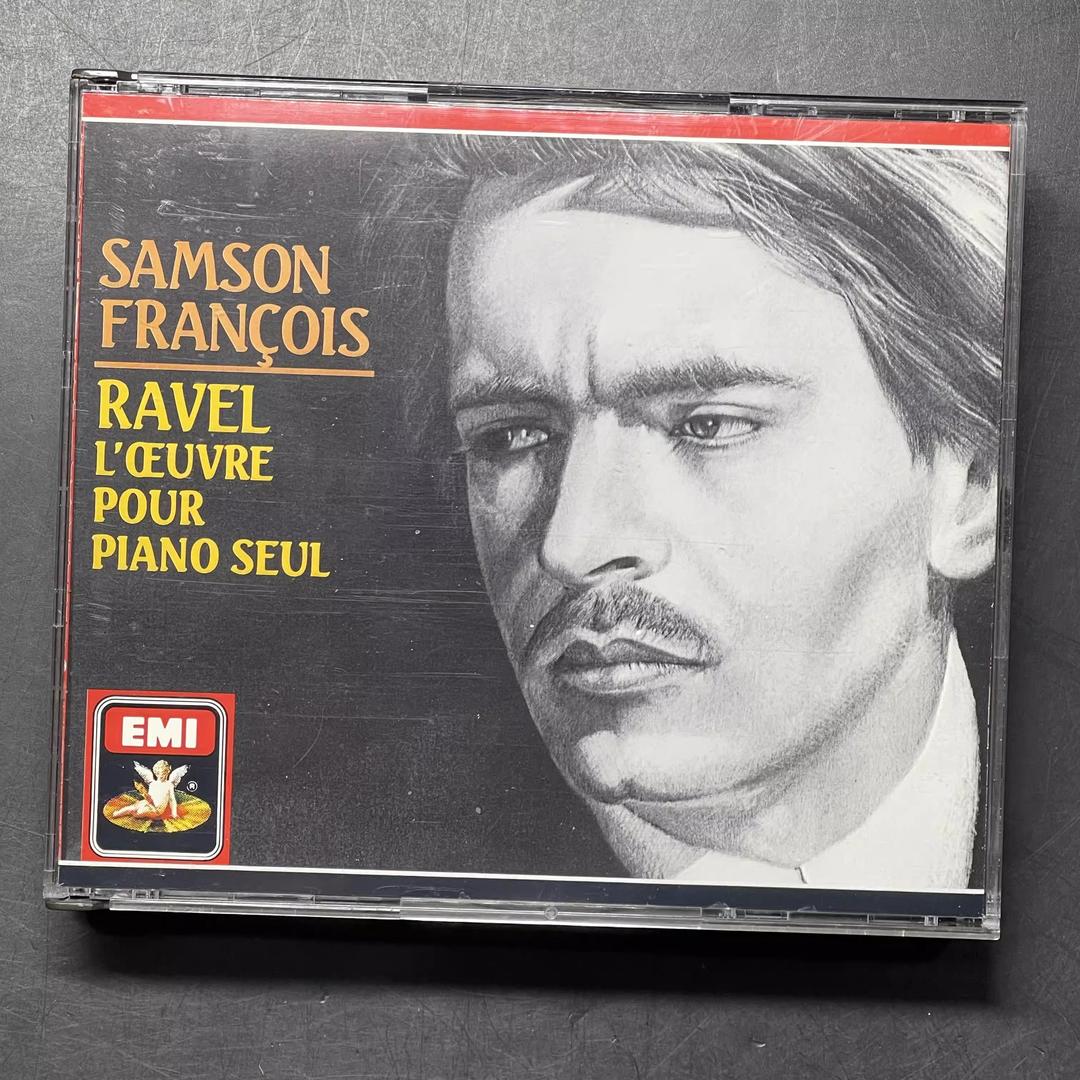 SAMSON
FRANÇOIS
RAVEL
L'ŒUVRE
POUR
PIANO SEUL
EMI
®